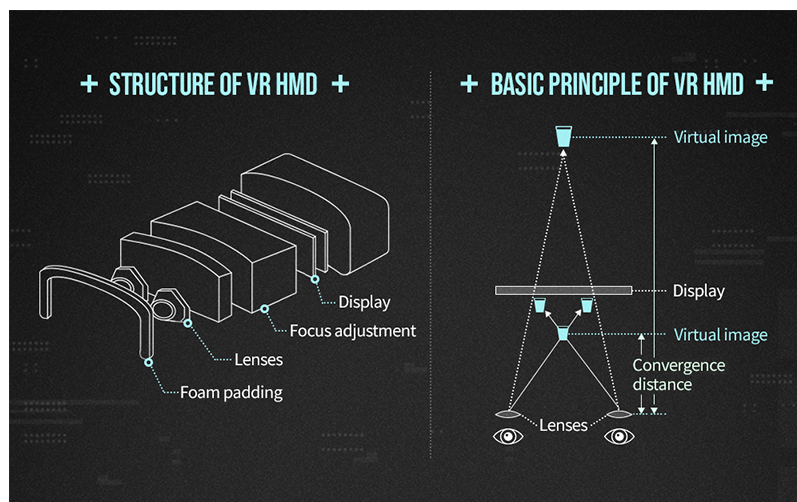 + STRUCTURE OF VR HMD +
Display
Focus adjustment
Lenses
Foam padding
+ BASIC PRINCIPLE OF VR HMD +
Virtual image
Display
Virtual image
Convergence
distance
Lenses